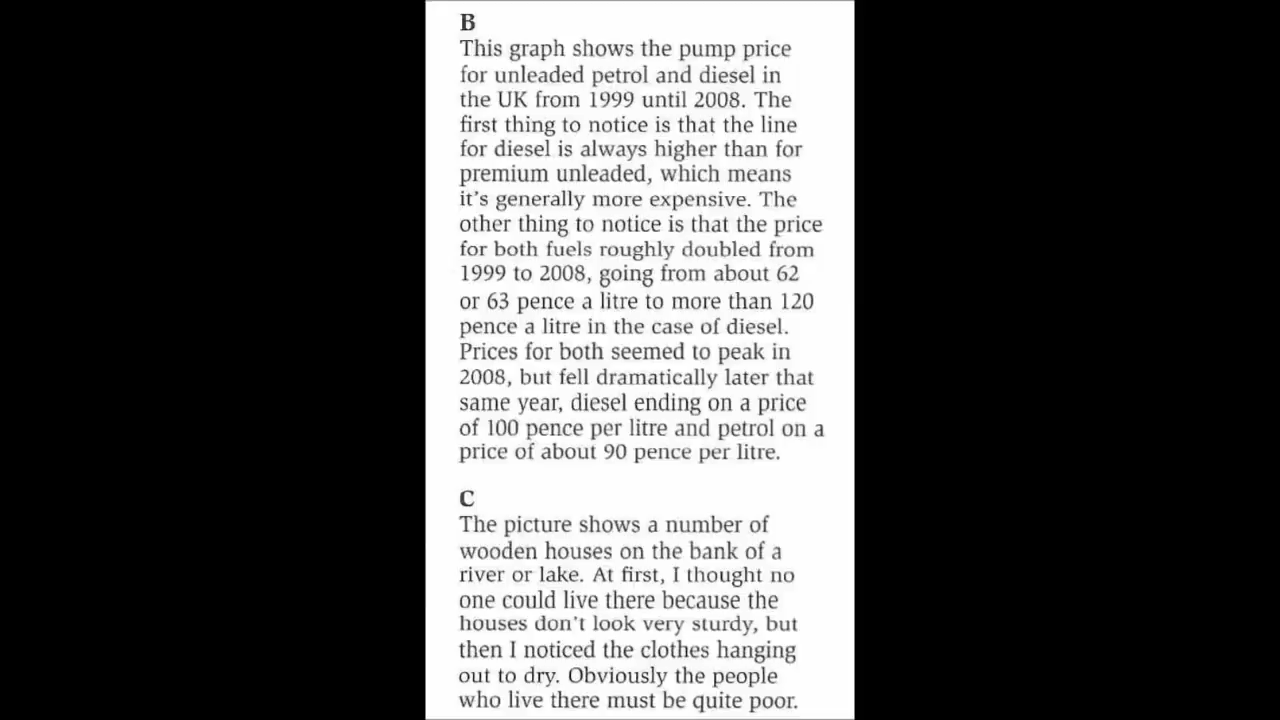 B
This graph shows the pump price
for unleaded petrol and diesel in
the UK from 1999 until 2008. The
first thing to notice is that the line
for diesel is always higher than for
premium unleaded, which means
it's generally more expensive. The
other thing to notice is that the price
for both fuels roughly doubled from
1999 to 2008, going from about 62
or 63 pence a litre to more than 120
pence a litre in the case of diesel.
Prices for both seemed to peak in
2008, but fell dramatically later that
same year, diesel ending on a price
of 100 pence per litre and petrol on a
price of about 90 pence per litre.
C
The picture shows a number of
wooden houses on the bank of a
river or lake. At first, I thought no
one could live there because the
houses don't look very sturdy, but
then I noticed the clothes hanging
out to dry. Obviously the people
who live there must be quite poor.